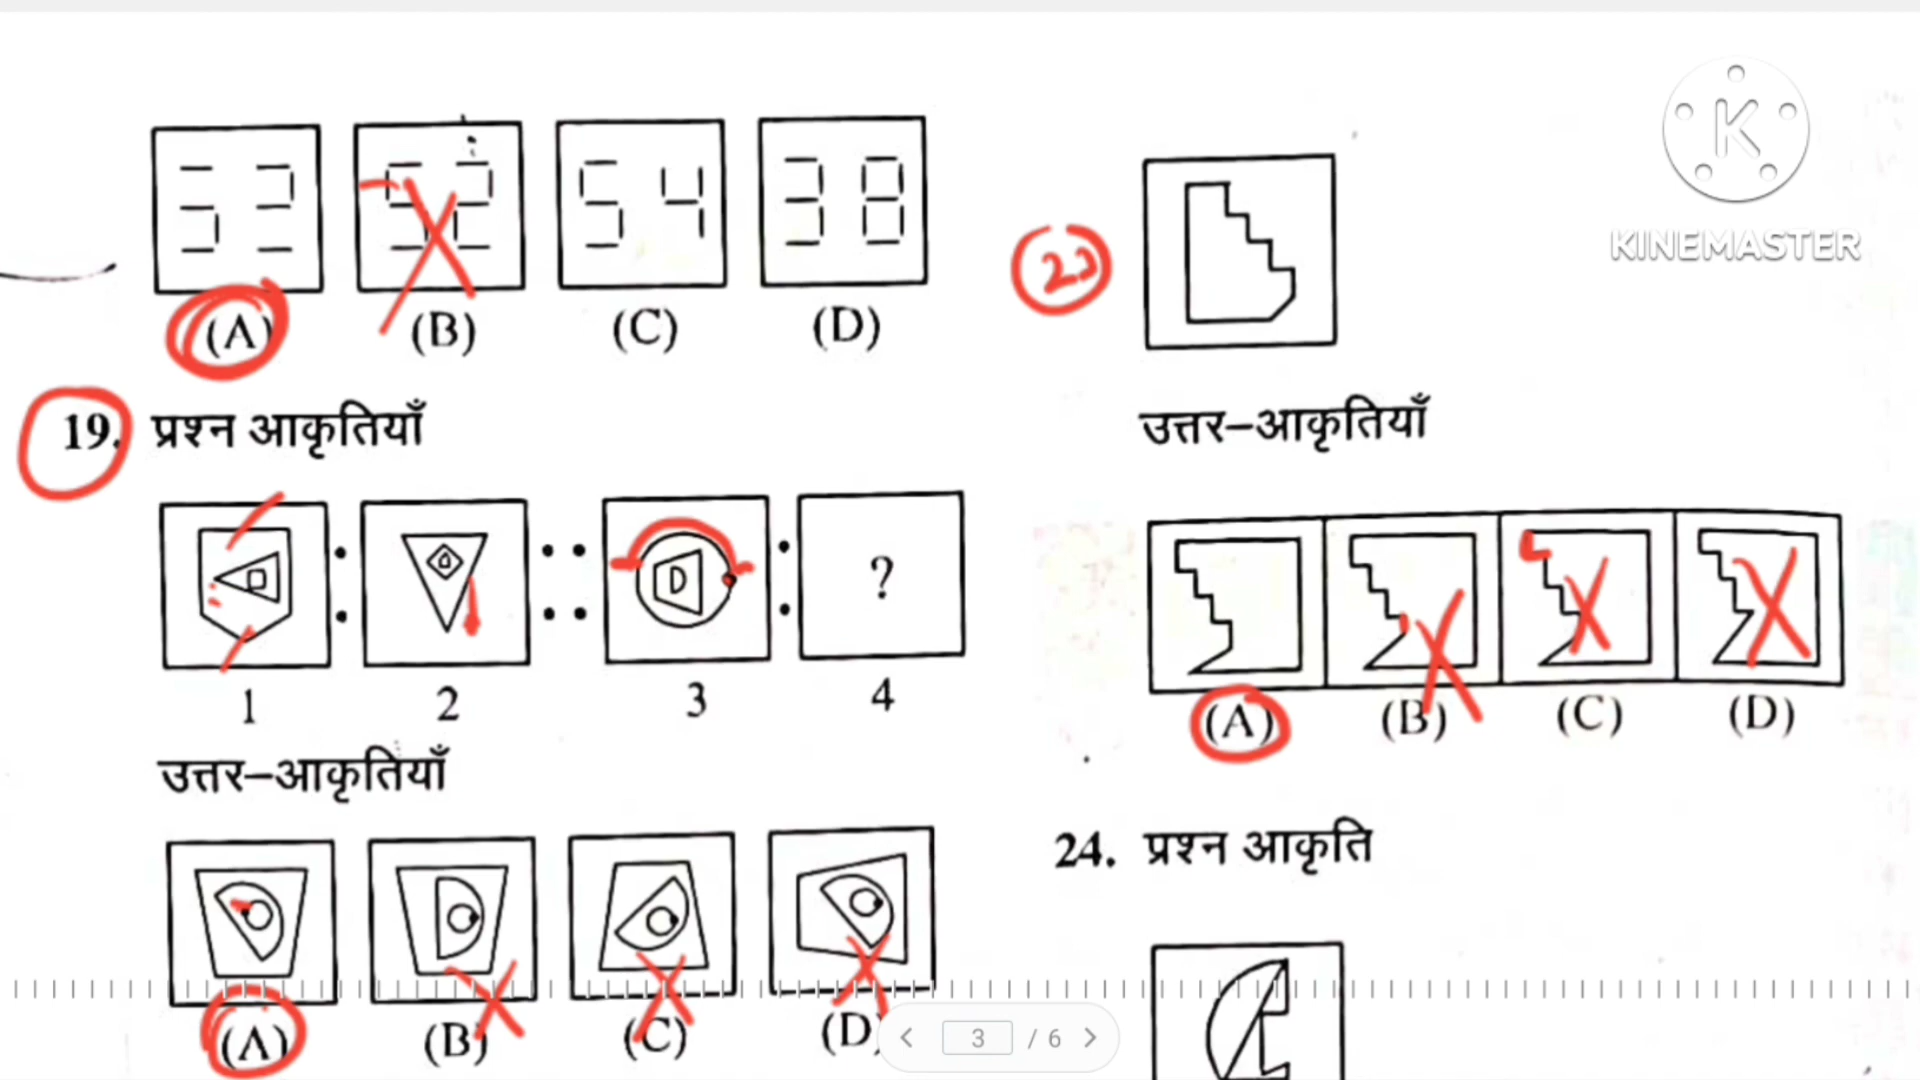 (A) (B) (C) (D)
19. प्रश्न आकृतियाँ
: :: : ?
1 2 3 4
उत्तर–आकृतियाँ
(A) (B) (C) (D)
K
KINEMASTER
उत्तर–आकृतियाँ
(A) (B) (C) (D)
24. प्रश्न आकृति
3 / 6